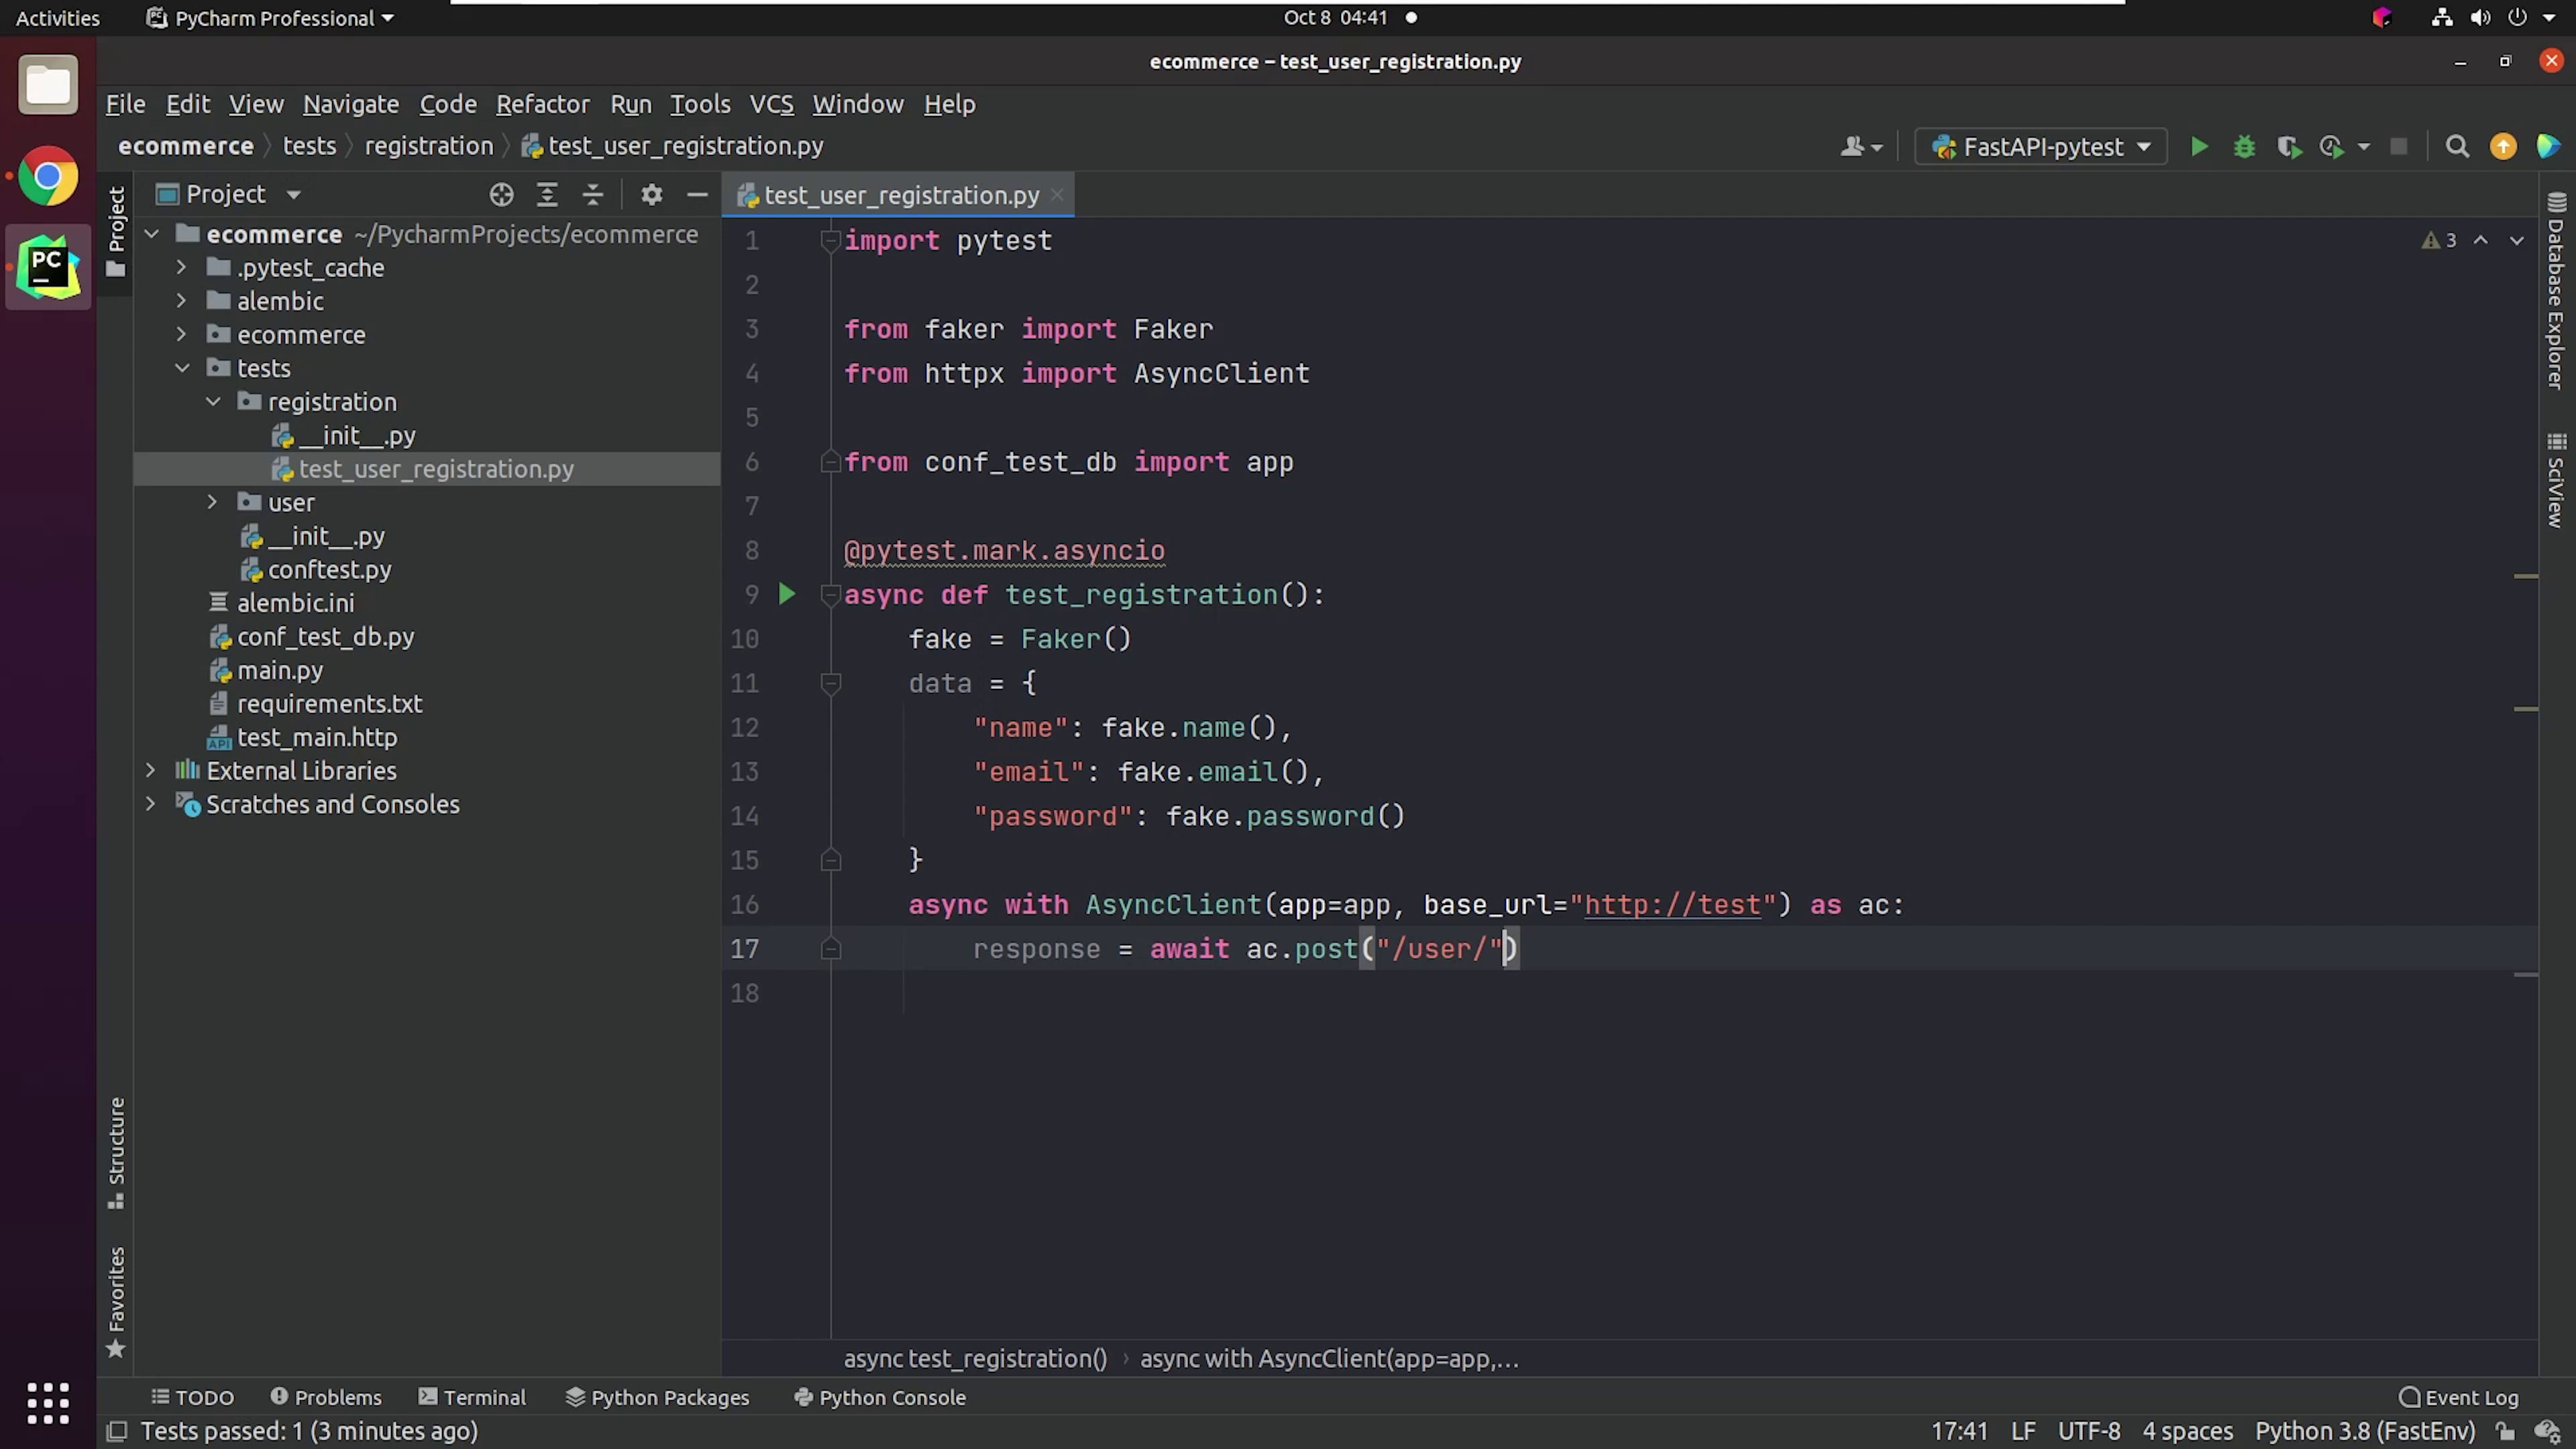 Activities PyCharm Professional Oct 8 04:41
ecommerce – test_user_registration.py
File Edit View Navigate Code Refactor Run Tools VCS Window Help
ecommerce tests registration test_user_registration.py FastAPI-pytest
Project
Project
test_user_registration.py
ecommerce ~/PycharmProjects/ecommerce
.pytest_cache
alembic
ecommerce
tests
registration
__init__.py
test_user_registration.py
user
__init__.py
conftest.py
alembic.ini
conf_test_db.py
main.py
requirements.txt
API test_main.http
External Libraries
Scratches and Consoles
PC
Structure
Favorites
1 import pytest
2
3 from faker import Faker
4 from httpx import AsyncClient
5
6 from conf_test_db import app
7
8 @pytest.mark.asyncio
9 async def test_registration():
10 fake = Faker()
11 data = {
12 "name": fake.name(),
13 "email": fake.email(),
14 "password": fake.password()
15 }
16 async with AsyncClient(app=app, base_url="http://test") as ac:
17 response = await ac.post("/user/")
18
3
Database Explorer
SciView
async test_registration() › async with AsyncClient(app=app,…
TODO Problems Terminal Python Packages Python Console Event Log
Tests passed: 1 (3 minutes ago) 17:41 LF UTF-8 4 spaces Python 3.8 (FastEnv)